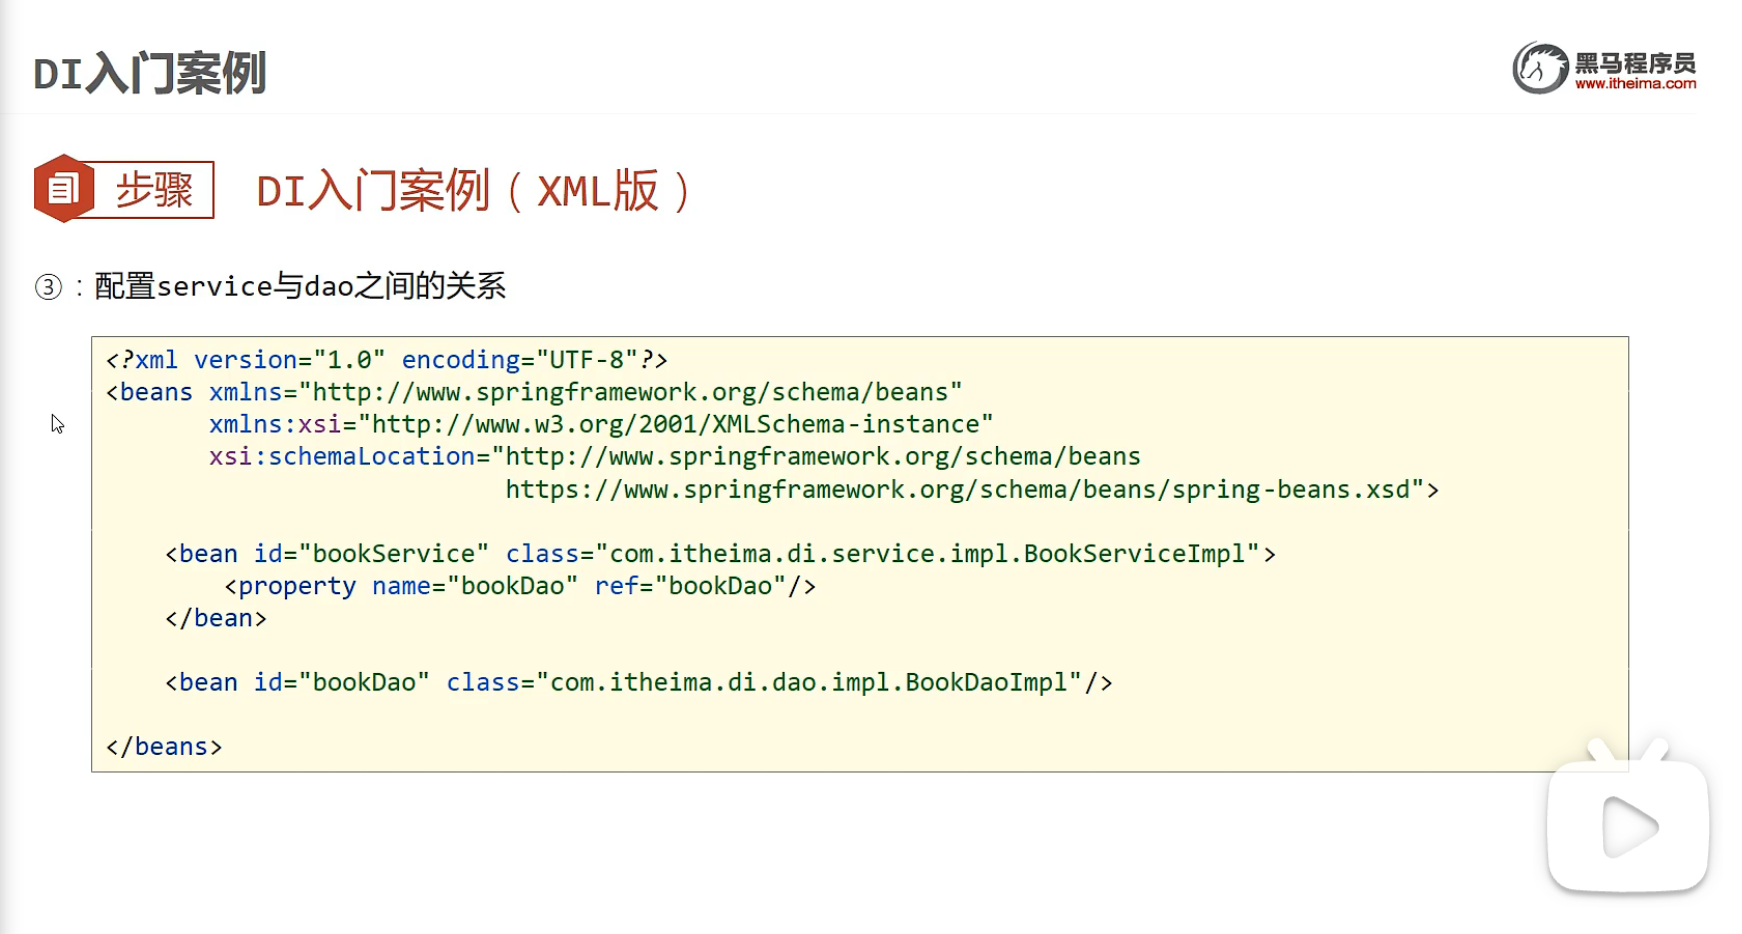 DI入门案例
黑马程序员
www.itheima.com
步骤
DI入门案例（XML版）
③：配置service与dao之间的关系
<?xml version="1.0" encoding="UTF-8"?>
<beans xmlns="http://www.springframework.org/schema/beans"
       xmlns:xsi="http://www.w3.org/2001/XMLSchema-instance"
       xsi:schemaLocation="http://www.springframework.org/schema/beans
                           https://www.springframework.org/schema/beans/spring-beans.xsd">
    <bean id="bookService" class="com.itheima.di.service.impl.BookServiceImpl">
        <property name="bookDao" ref="bookDao"/>
    </bean>
    <bean id="bookDao" class="com.itheima.di.dao.impl.BookDaoImpl"/>
</beans>